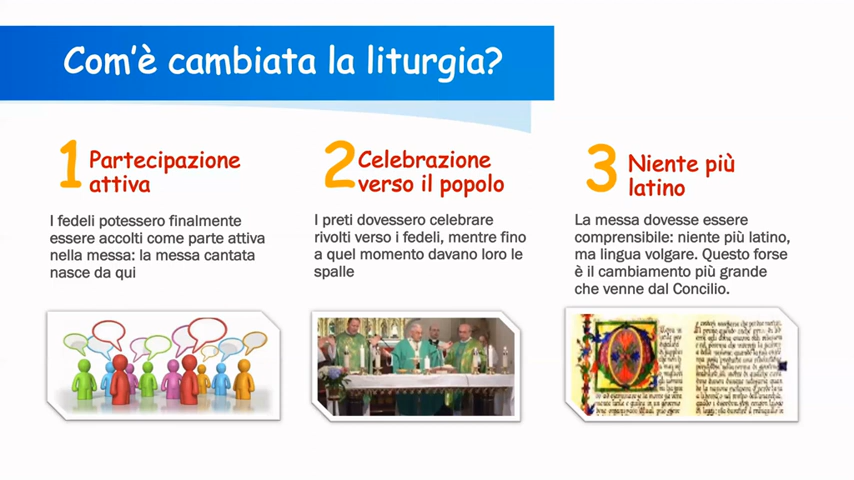 Com'è cambiata la liturgia?
1 Partecipazione
attiva
I fedeli potessero finalmente
essere accolti come parte attiva
nella messa: la messa cantata
nasce da qui
2 Celebrazione
verso il popolo
I preti dovessero celebrare
rivolti verso i fedeli, mentre fino
a quel momento davano loro le
spalle
3 Niente più
latino
La messa dovesse essere
comprensibile: niente più latino,
ma lingua volgare. Questo forse
è il cambiamento più grande
che venne dal Concilio.